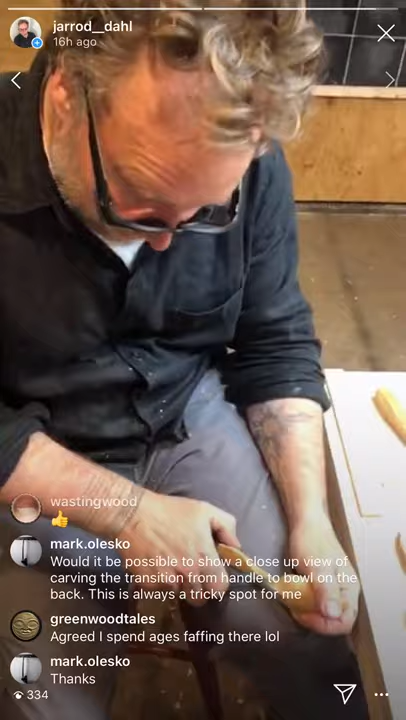 jarrod__dahl
16h ago
wastingwood
👍
mark.olesko
Would it be possible to show a close up view of
carving the transition from handle to bowl on the
back. This is always a tricky spot for me
greenwoodtales
Agreed I spend ages faffing there lol
mark.olesko
Thanks
334